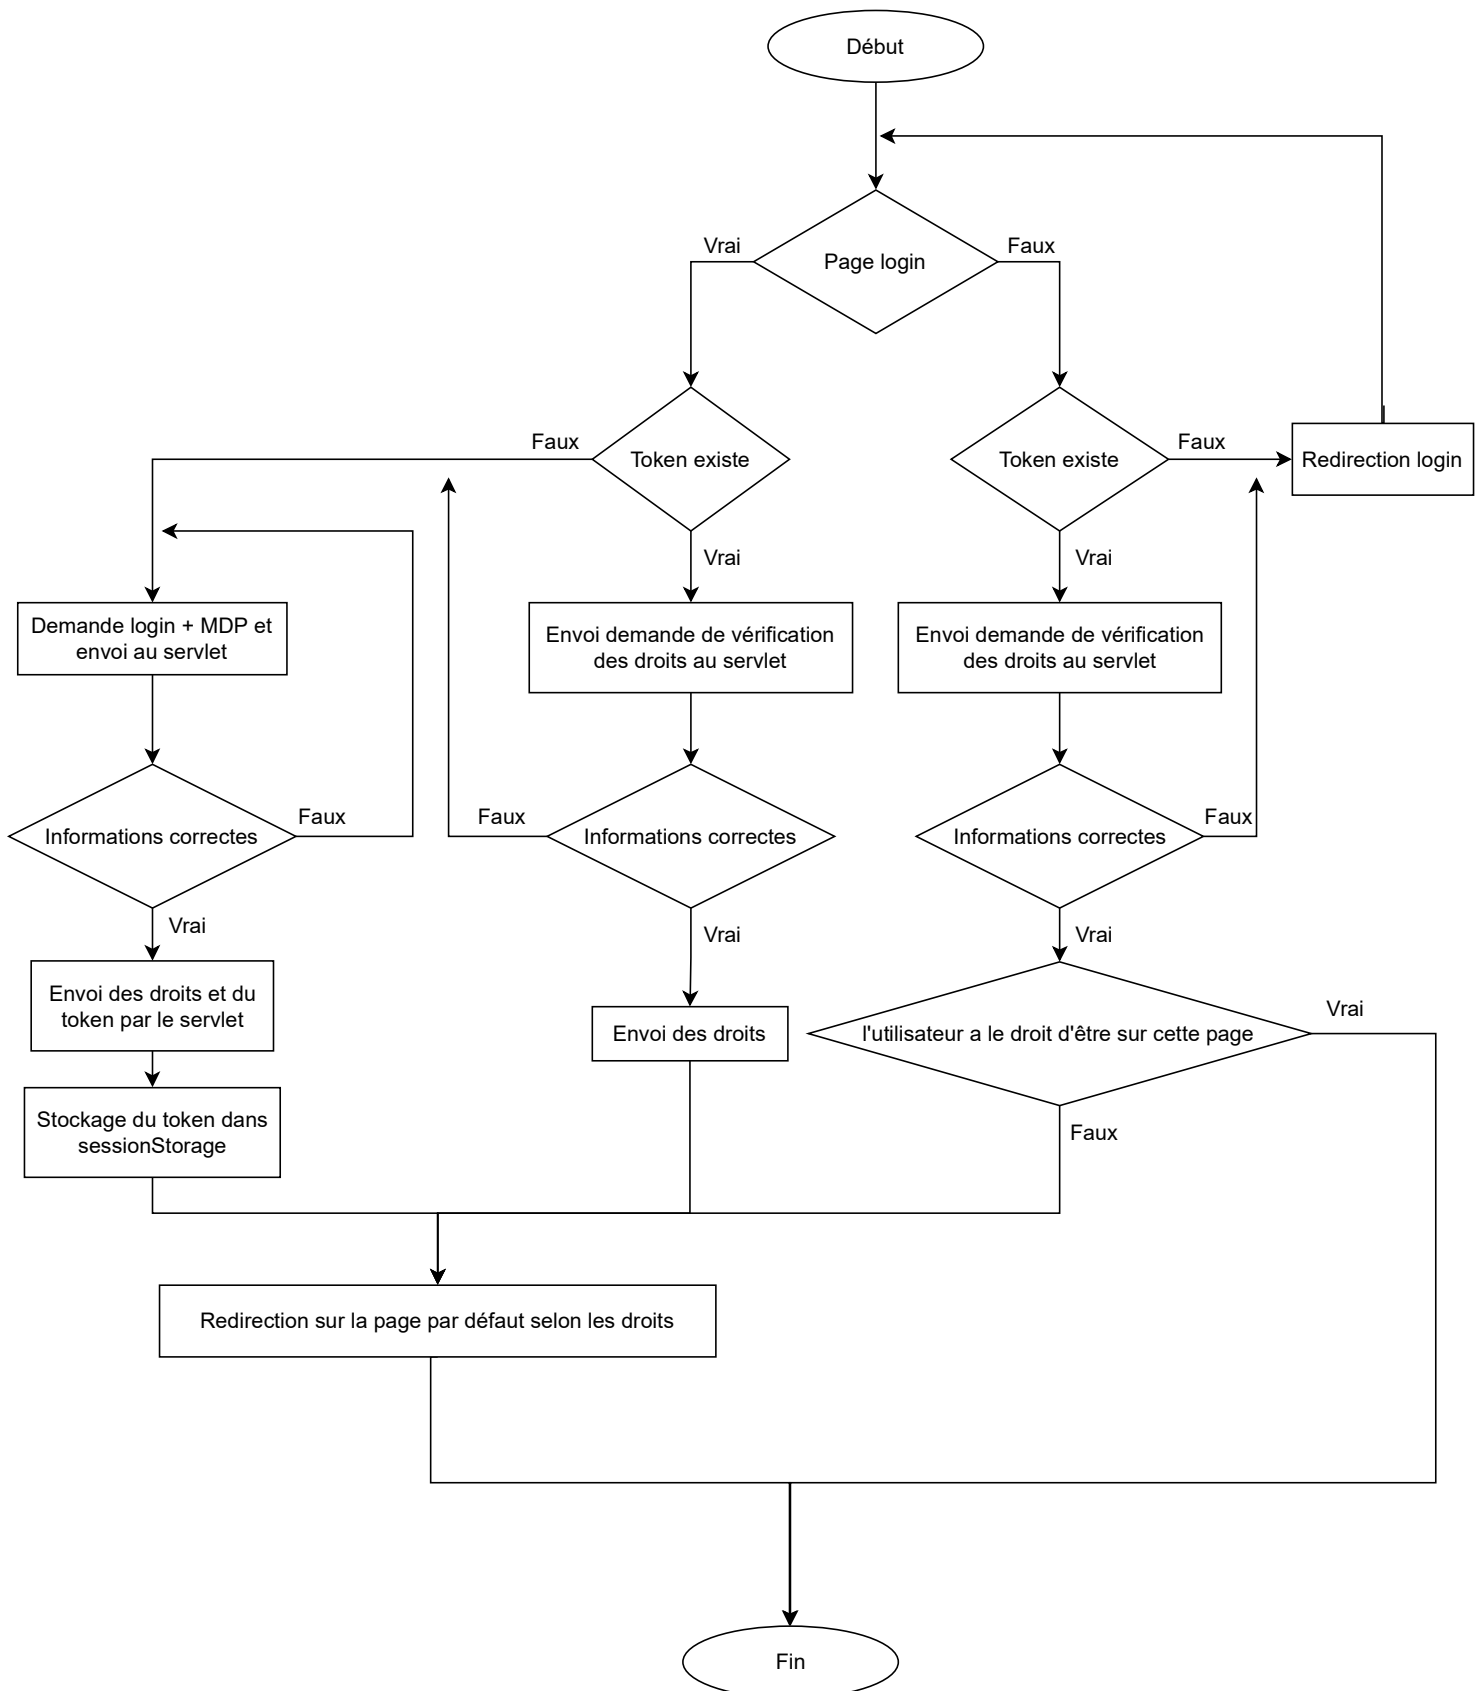 Début
Vrai
Faux
Page login
Faux
Token existe
Token existe
Faux
Redirection login
Vrai
Vrai
Demande login + MDP et
envoi au servlet
Envoi demande de vérification
des droits au servlet
Envoi demande de vérification
des droits au servlet
Informations correctes
Faux
Faux
Informations correctes
Informations correctes
Faux
Vrai
Vrai
Vrai
Envoi des droits et du
token par le servlet
Envoi des droits
l'utilisateur a le droit d'être sur cette page
Vrai
Stockage du token dans
sessionStorage
Faux
Redirection sur la page par défaut selon les droits
Fin